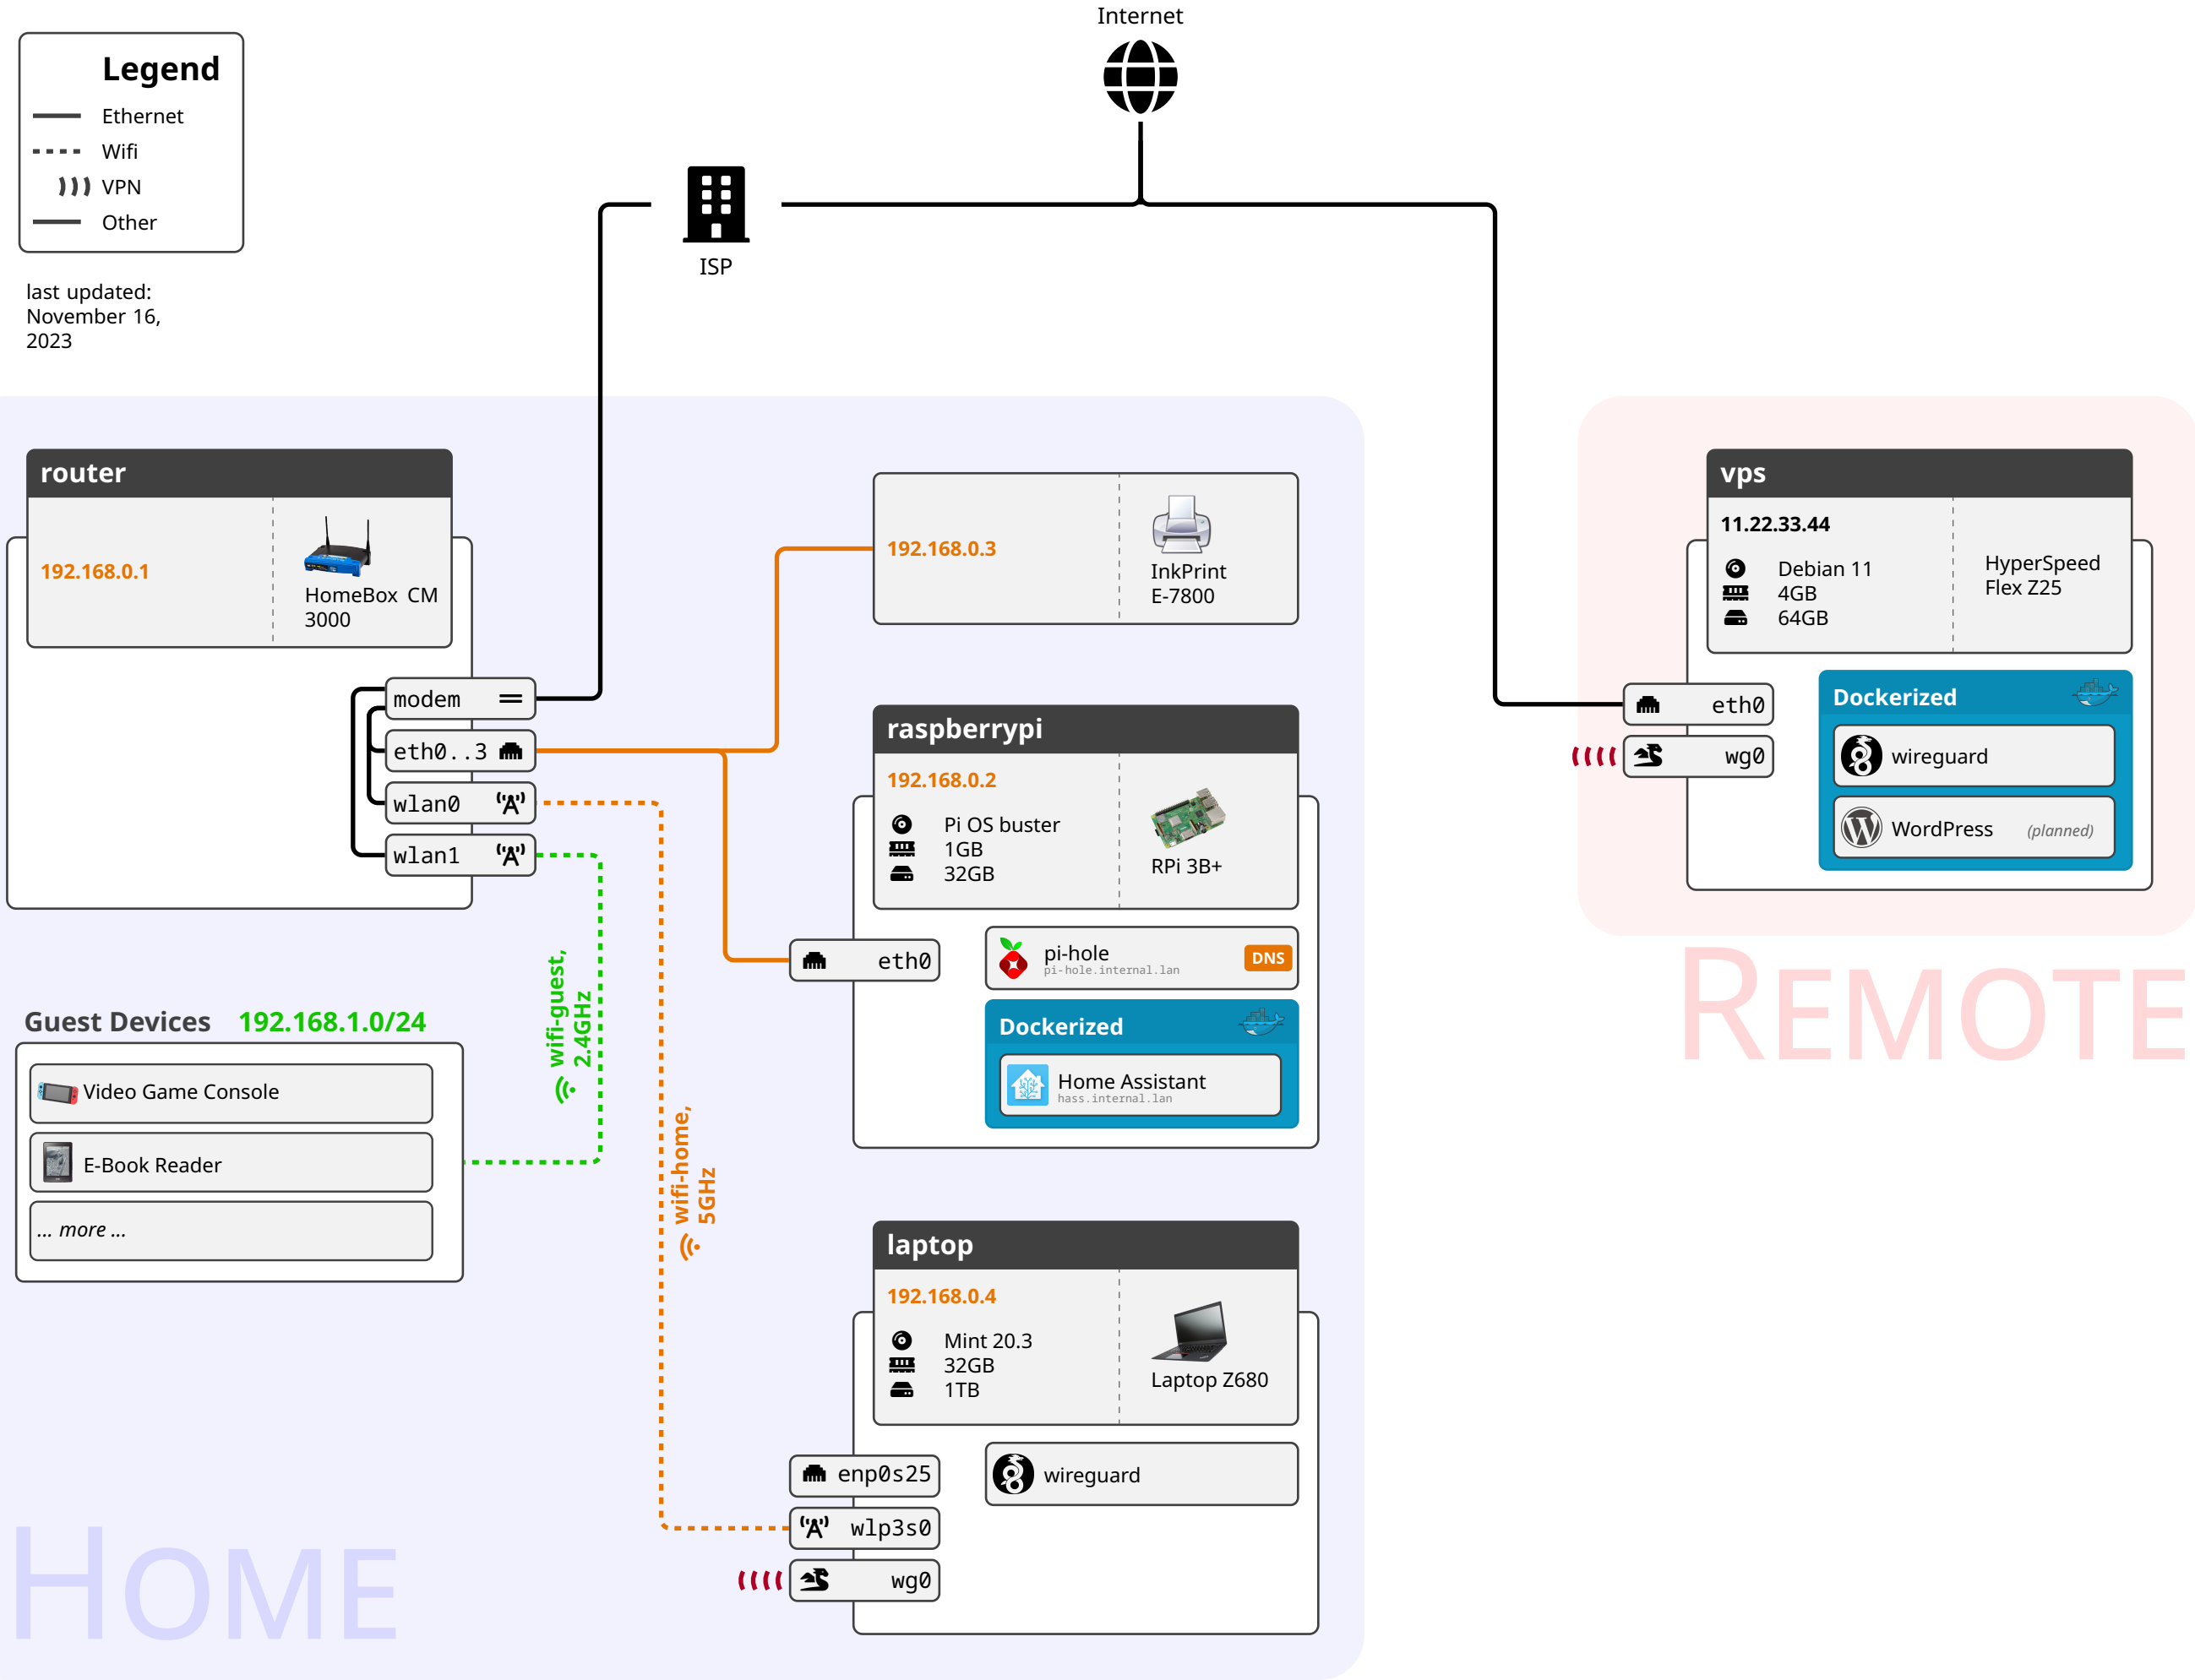 Internet
Legend
Ethernet
Wifi
VPN
Other
last updated:
November 16,
2023
ISP
router
192.168.0.1
HomeBox CM
3000
modem
eth0..3
wlan0
wlan1
192.168.0.3
InkPrint
E-7800
raspberrypi
192.168.0.2
Pi OS buster
1GB
32GB
RPi 3B+
eth0
pi-hole
pi-hole.internal.lan
DNS
Dockerized
Home Assistant
hass.internal.lan
wifi-guest,
2.4GHz
wifi-home,
5GHz
Guest Devices 192.168.1.0/24
Video Game Console
E-Book Reader
... more ...
laptop
192.168.0.4
Mint 20.3
32GB
1TB
Laptop Z680
enp0s25
wlp3s0
wg0
wireguard
HOME
vps
11.22.33.44
Debian 11
4GB
64GB
HyperSpeed
Flex Z25
eth0
wg0
Dockerized
wireguard
WordPress (planned)
REMOTE